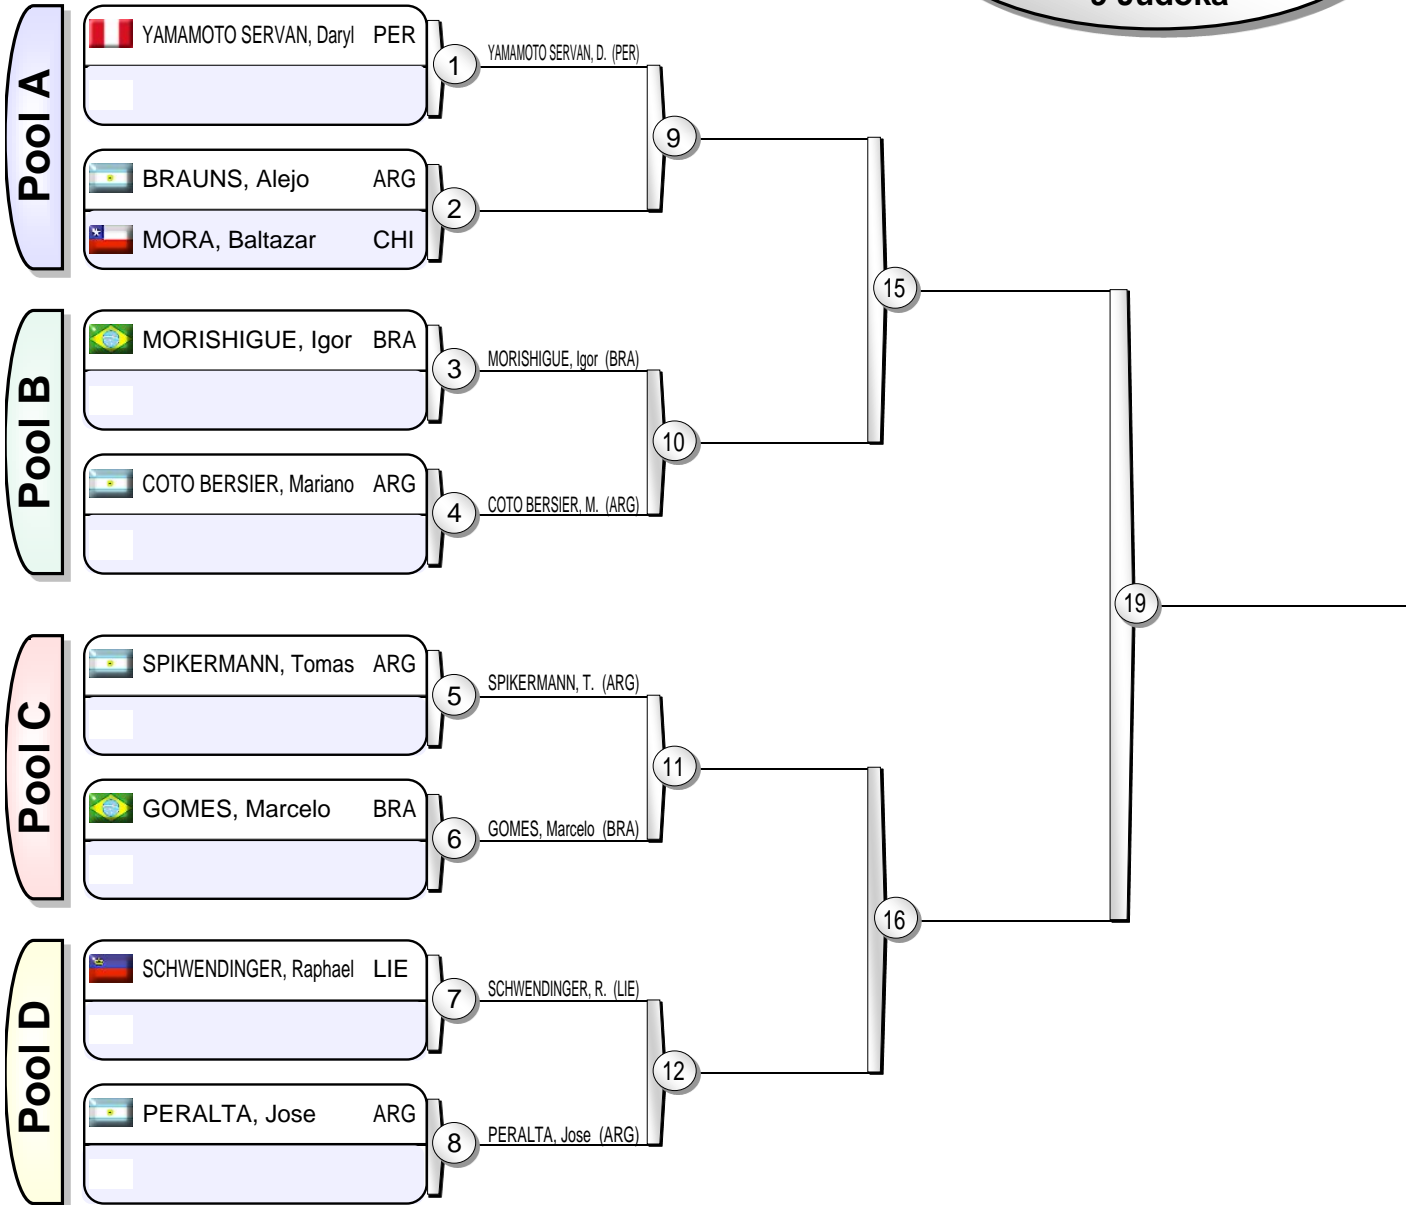 Judoka
Pool A
YAMAMOTO SERVAN, Daryl PER
1
YAMAMOTO SERVAN, D. (PER)
9
BRAUNS, Alejo ARG
2
MORA, Baltazar CHI
15
Pool B
MORISHIGUE, Igor BRA
3
MORISHIGUE, Igor (BRA)
10
COTO BERSIER, Mariano ARG
4
COTO BERSIER, M. (ARG)
19
Pool C
SPIKERMANN, Tomas ARG
5
SPIKERMANN, T. (ARG)
11
GOMES, Marcelo BRA
6
GOMES, Marcelo (BRA)
16
Pool D
SCHWENDINGER, Raphael LIE
7
SCHWENDINGER, R. (LIE)
12
PERALTA, Jose ARG
8
PERALTA, Jose (ARG)